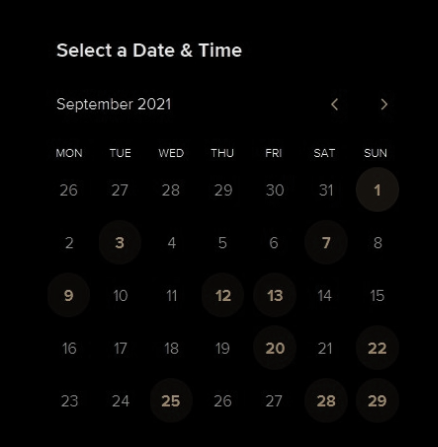 Select a Date & Time
September 2021
MON TUE WED THU FRI SAT SUN
26 27 28 29 30 31 1
2 3 4 5 6 7 8
9 10 11 12 13 14 15
16 17 18 19 20 21 22
23 24 25 26 27 28 29